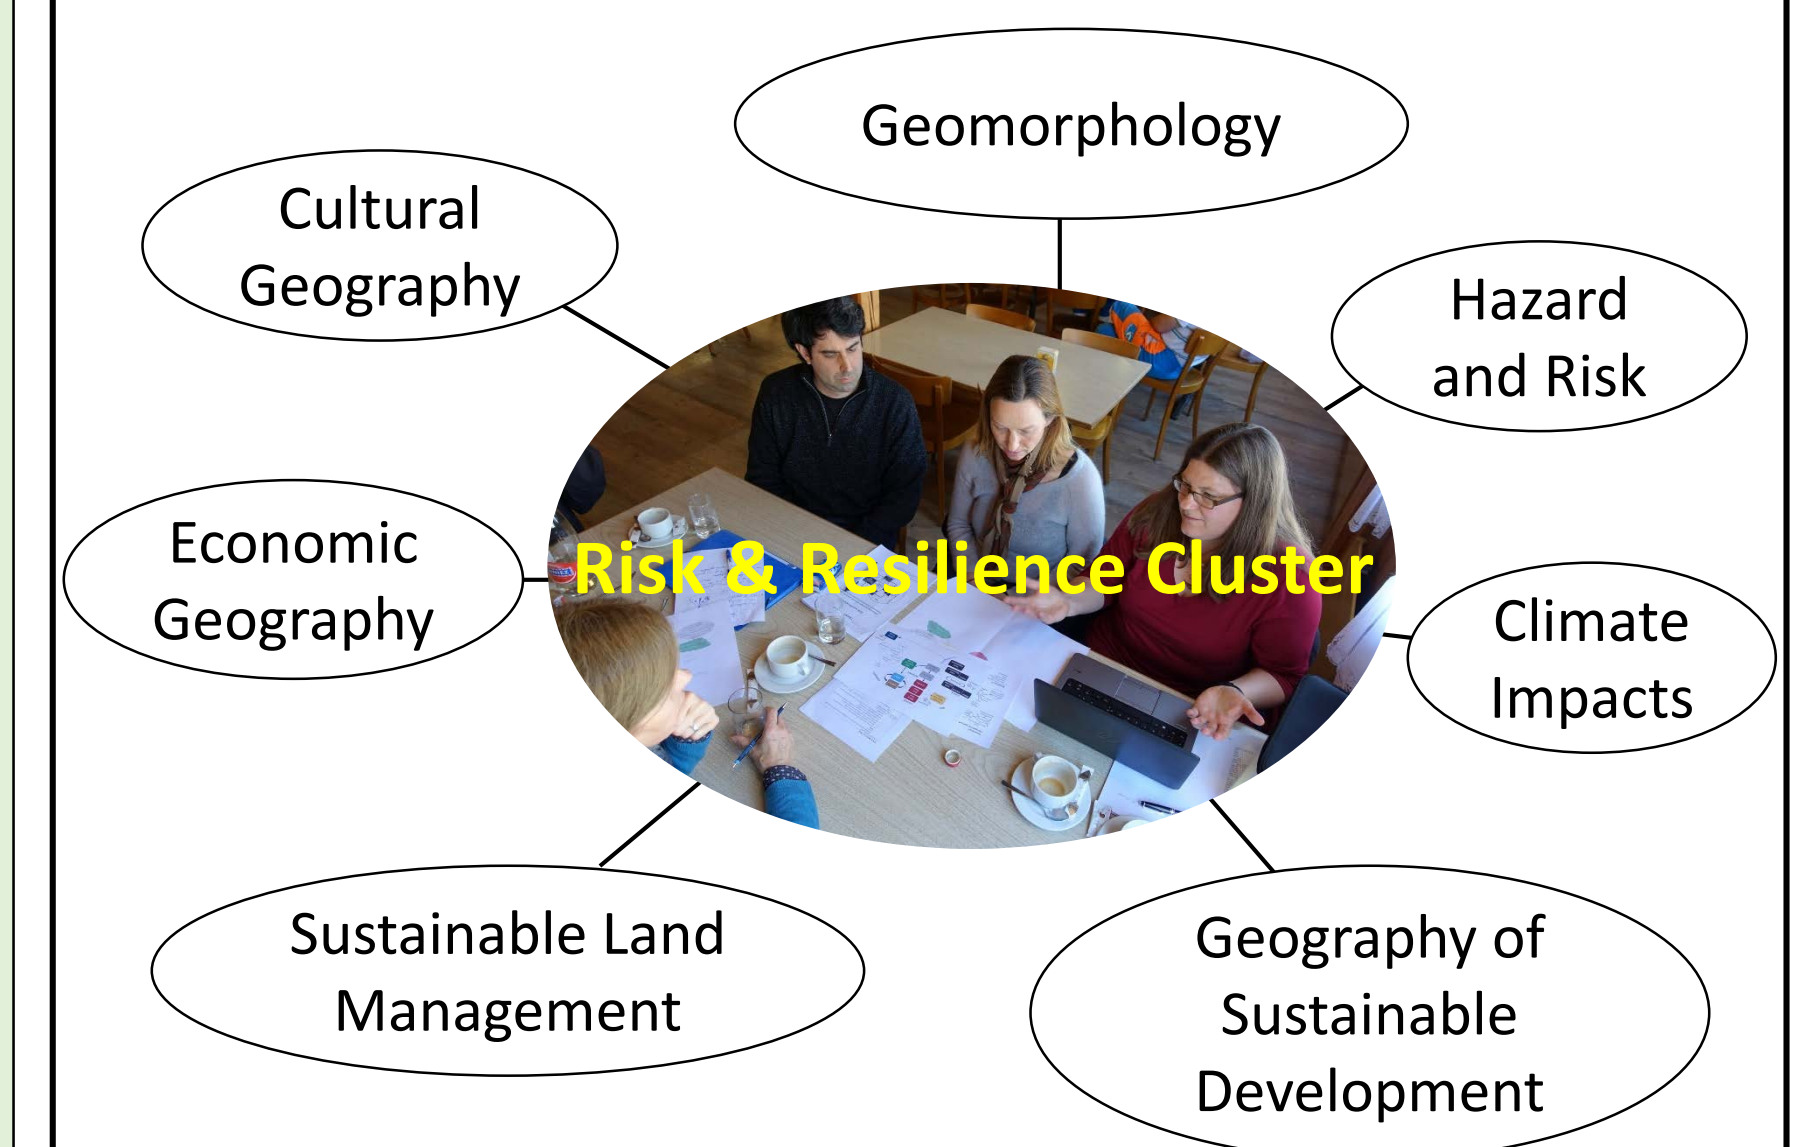 Geomorphology
Cultural
Geography
Hazard
and Risk
Risk & Resilience Cluster
Economic
Geography
Climate
Impacts
Sustainable Land
Management
Geography of
Sustainable
Development